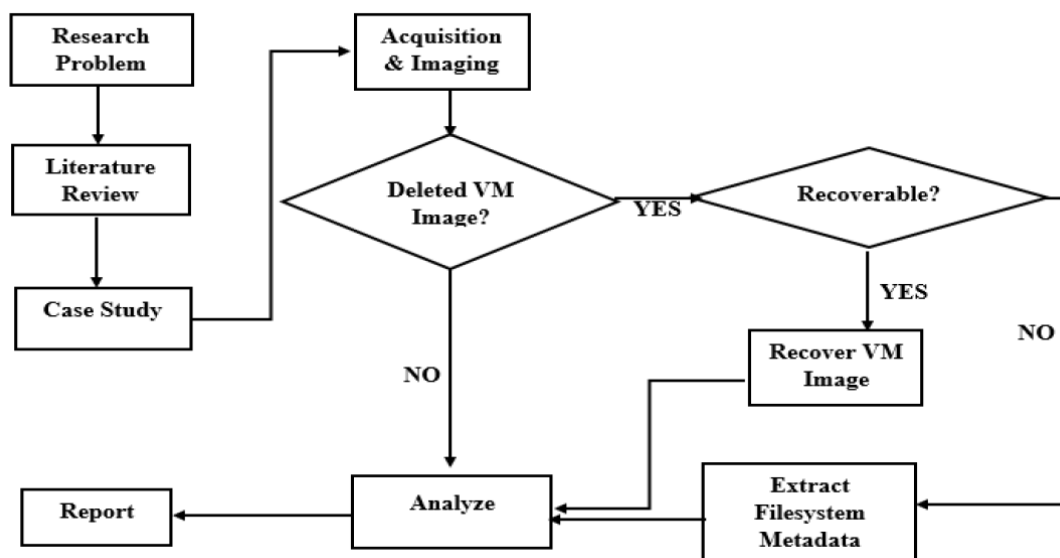 Research
Problem
Literature
Review
Case Study
Acquisition
& Imaging
Deleted VM
Image?
YES
Recoverable?
YES
NO
Recover VM
Image
NO
Extract
Filesystem
Metadata
Analyze
Report